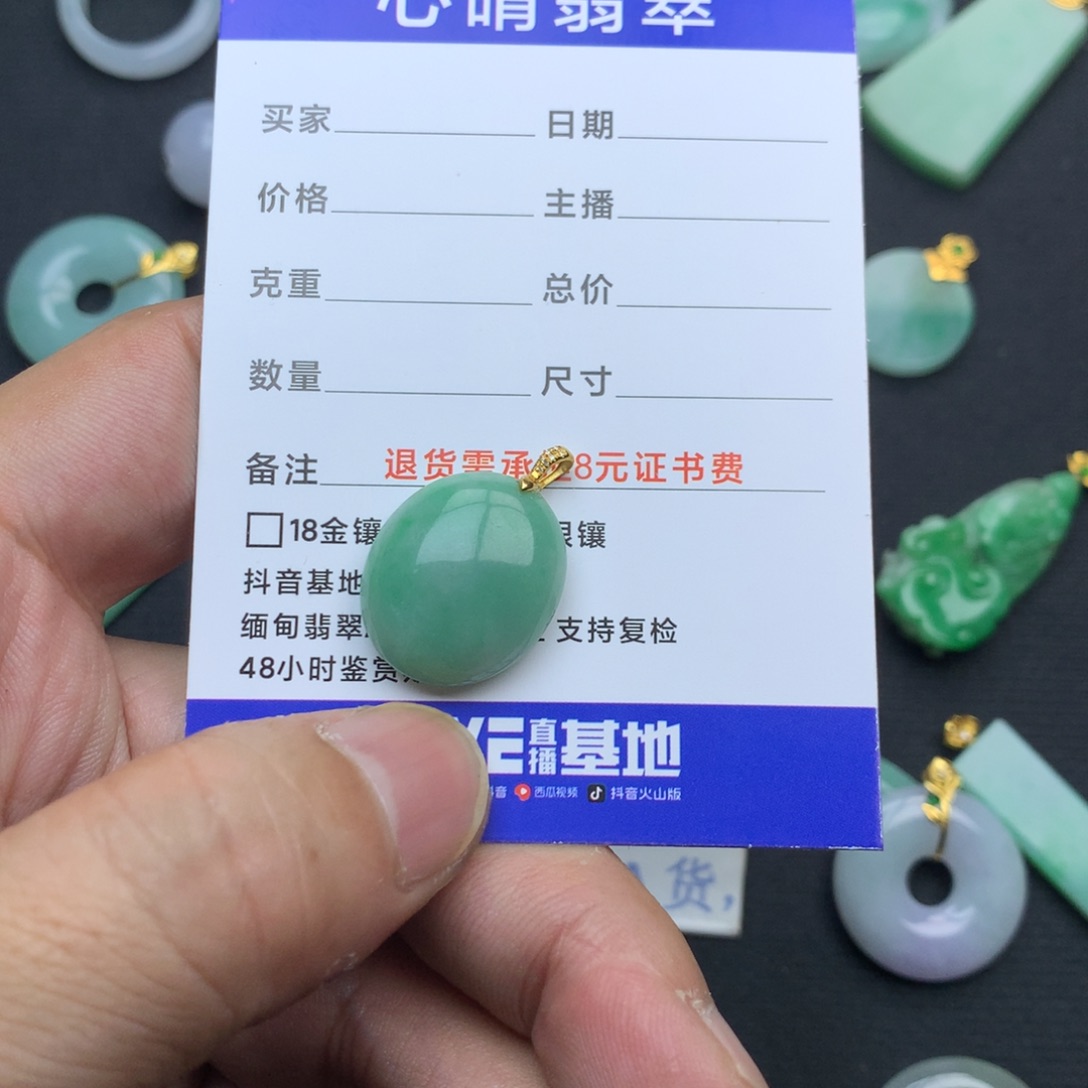 心晴翡翠
买家 日期
价格 主播
克重 总价
数量 尺寸
备注 退货需承 8元证书费
18金镶 银镶
抖音基地
缅甸翡翠 支持复检
48小时鉴赏
直播基地
抖音 西瓜视频 抖音火山版
货,